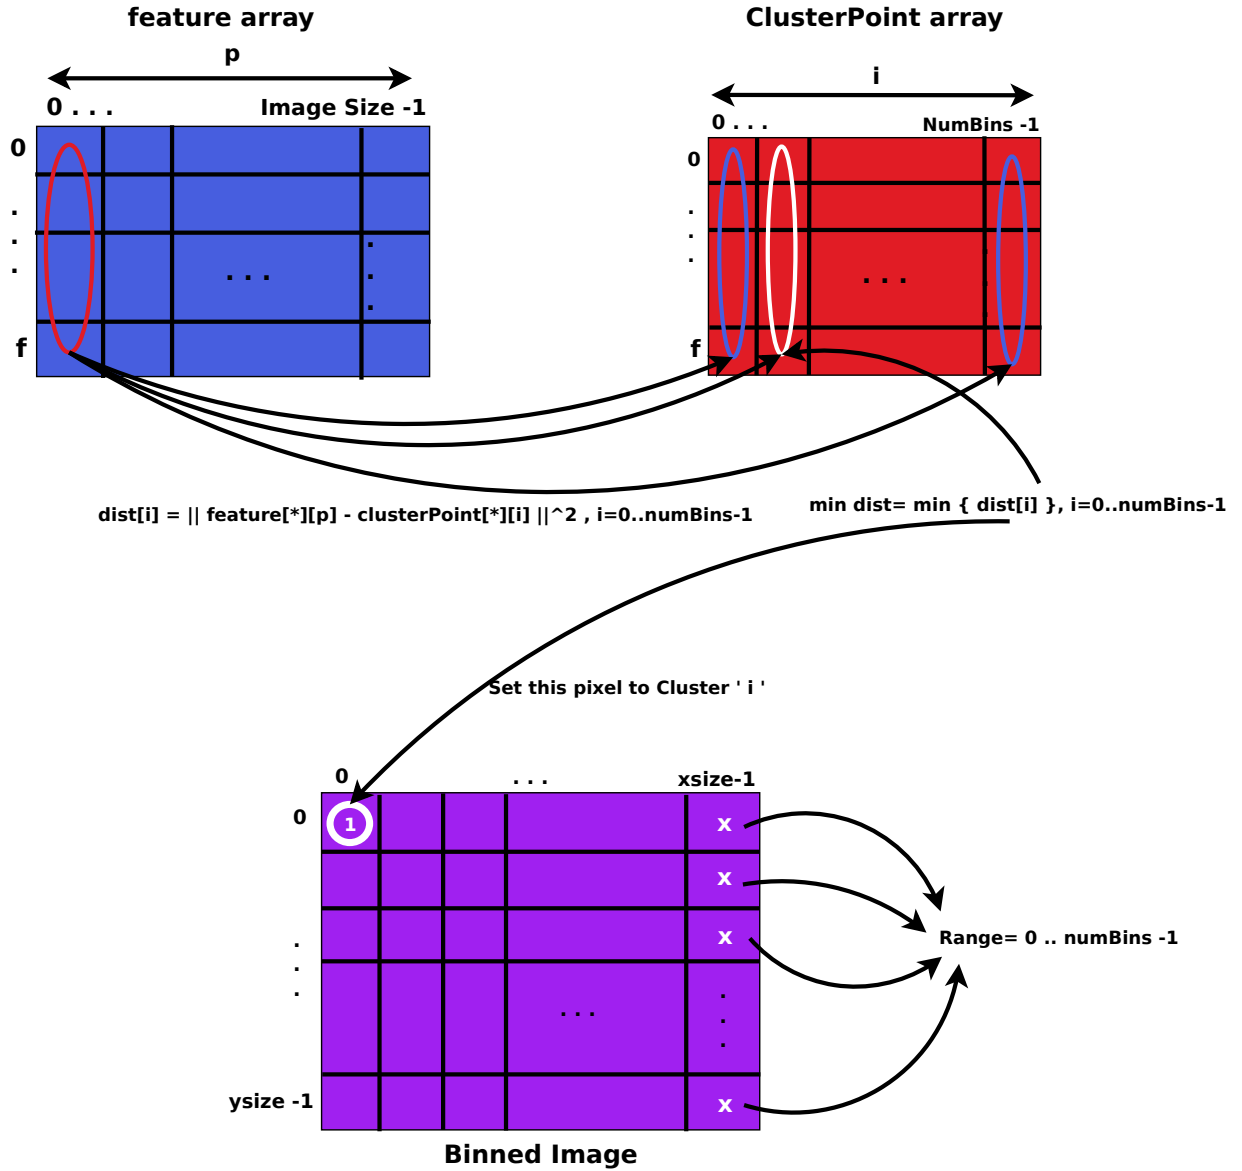 feature array
ClusterPoint array
p
i
0 . . .
Image Size -1
0 . . .
NumBins -1
0
0
.
.
.
.
.
.
.
.
.
. . .
. . .
f
f
dist[i] = || feature[*][p] - clusterPoint[*][i] ||^2 , i=0..numBins-1
min dist= min { dist[i] }, i=0..numBins-1
Set this pixel to Cluster ' i '
0
. . .
xsize-1
0
1
x
x
x
Range= 0 .. numBins -1
.
.
.
. . .
.
.
.
ysize -1
x
Binned Image